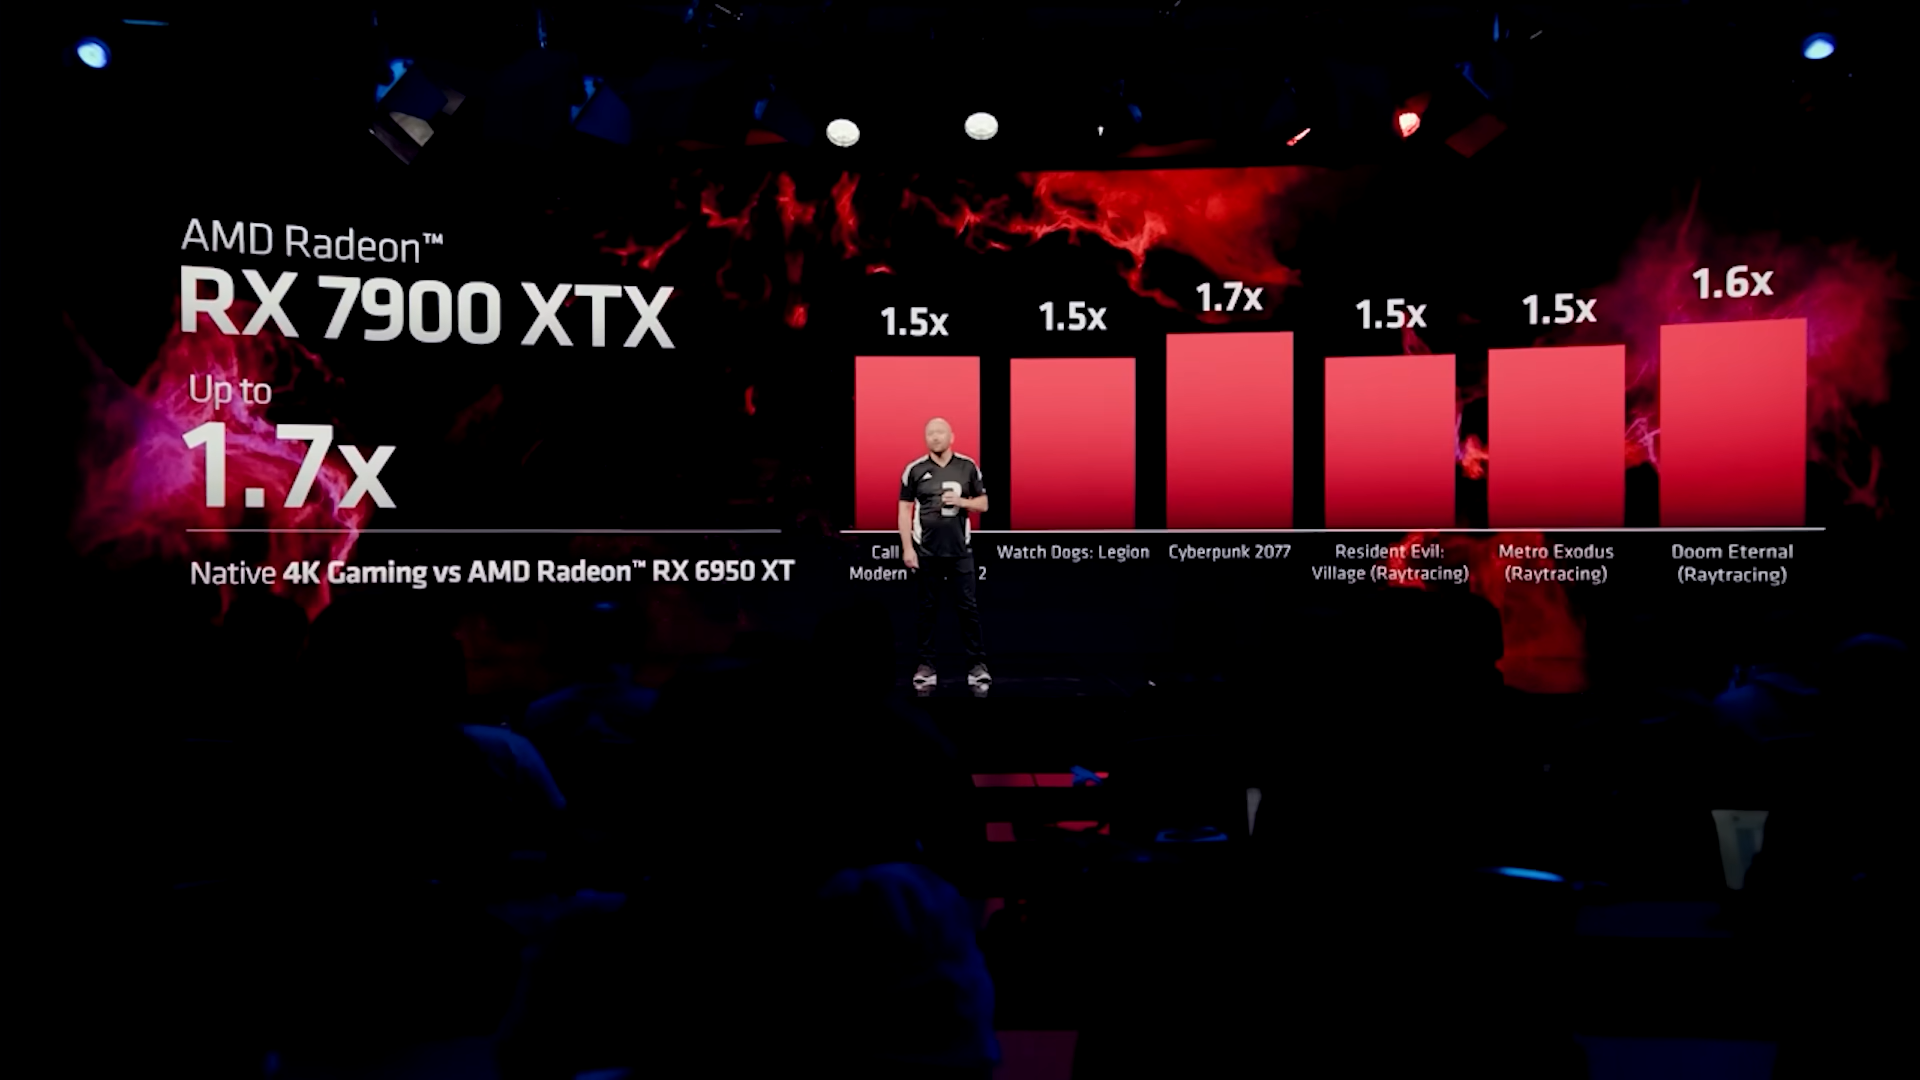 AMD Radeon™
RX 7900 XTX
Up to
1.7x
Native 4K Gaming vs AMD Radeon™ RX 6950 XT
1.5x
1.5x
1.7x
1.5x
1.5x
1.6x
Call
Modern 2
Watch Dogs: Legion
Cyberpunk 2077
Resident Evil:
Village (Raytracing)
Metro Exodus
(Raytracing)
Doom Eternal
(Raytracing)
3